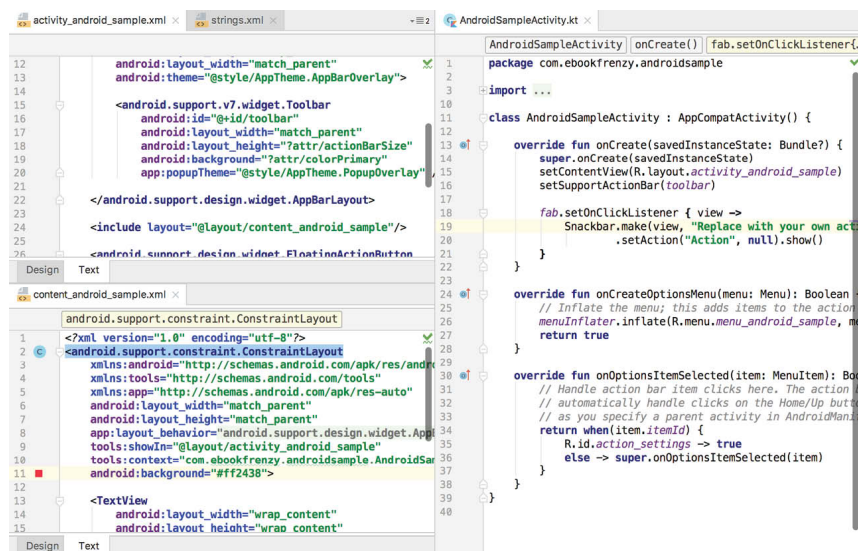 activity_android_sample.xml
strings.xml
2
12 android:layout_width="match_parent"
13 android:theme="@style/AppTheme.AppBarOverlay">
14
15 <android.support.v7.widget.Toolbar
16 android:id="@+id/toolbar"
17 android:layout_width="match_parent"
18 android:layout_height="?attr/actionBarSize"
19 android:background="?attr/colorPrimary"
20 app:popupTheme="@style/AppTheme.PopupOverlay" /
21
22 </android.support.design.widget.AppBarLayout>
23
24 <include layout="@layout/content_android_sample"/>
25
26 <android.support.design.widget.FloatingActionButton
Design Text
content_android_sample.xml
android.support.constraint.ConstraintLayout
1 <?xml version="1.0" encoding="utf-8"?>
2 <android.support.constraint.ConstraintLayout
3 xmlns:android="http://schemas.android.com/apk/res/andro
4 xmlns:tools="http://schemas.android.com/tools"
5 xmlns:app="http://schemas.android.com/apk/res-auto"
6 android:layout_width="match_parent"
7 android:layout_height="match_parent"
8 app:layout_behavior="android.support.design.widget.AppB
9 tools:showIn="@layout/activity_android_sample"
10 tools:context="com.ebookfrenzy.androidsample.AndroidSam
11 android:background="#ff2438">
12
13 <TextView
14 android:layout_width="wrap_content"
15 android:layout_height="wrap_content"
Design Text
AndroidSampleActivity.kt
AndroidSampleActivity onCreate() fab.setOnClickListener{.
1 package com.ebookfrenzy.androidsample
2
3 import ...
10
11 class AndroidSampleActivity : AppCompatActivity() {
12
13 override fun onCreate(savedInstanceState: Bundle?) {
14 super.onCreate(savedInstanceState)
15 setContentView(R.layout.activity_android_sample)
16 setSupportActionBar(toolbar)
17
18 fab.setOnClickListener { view ->
19 Snackbar.make(view, "Replace with your own acti
20 .setAction("Action", null).show()
21 }
22 }
23
24 override fun onCreateOptionsMenu(menu: Menu): Boolean {
25 // Inflate the menu; this adds items to the action
26 menuInflater.inflate(R.menu.menu_android_sample, me
27 return true
28 }
29
30 override fun onOptionsItemSelected(item: MenuItem): Boo
31 // Handle action bar item clicks here. The action b
32 // automatically handle clicks on the Home/Up butto
33 // as you specify a parent activity in AndroidManif
34 return when(item.itemId) {
35 R.id.action_settings -> true
36 else -> super.onOptionsItemSelected(item)
37 }
38 }
39 }
40